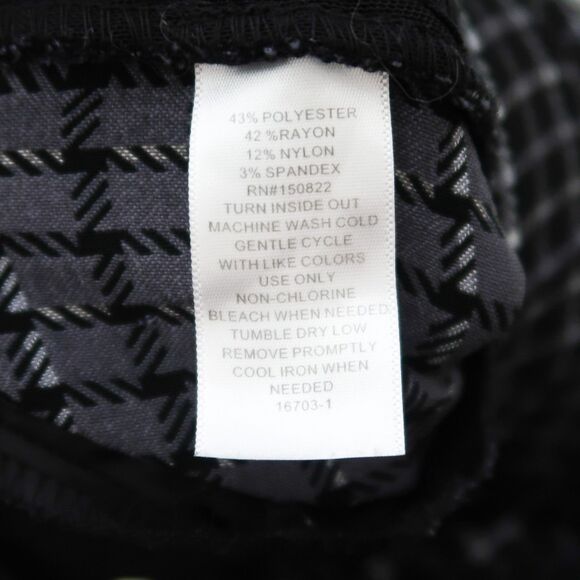 43% POLYESTER
42 %RAYON
12% NYLON
3% SPANDEX
RN#150822
TURN INSIDE OUT
MACHINE WASH COLD
GENTLE CYCLE
WITH LIKE COLORS
USE ONLY
NON-CHLORINE
BLEACH WHEN NEEDED
TUMBLE DRY LOW
REMOVE PROMPTLY
COOL IRON WHEN
NEEDED
16703-1